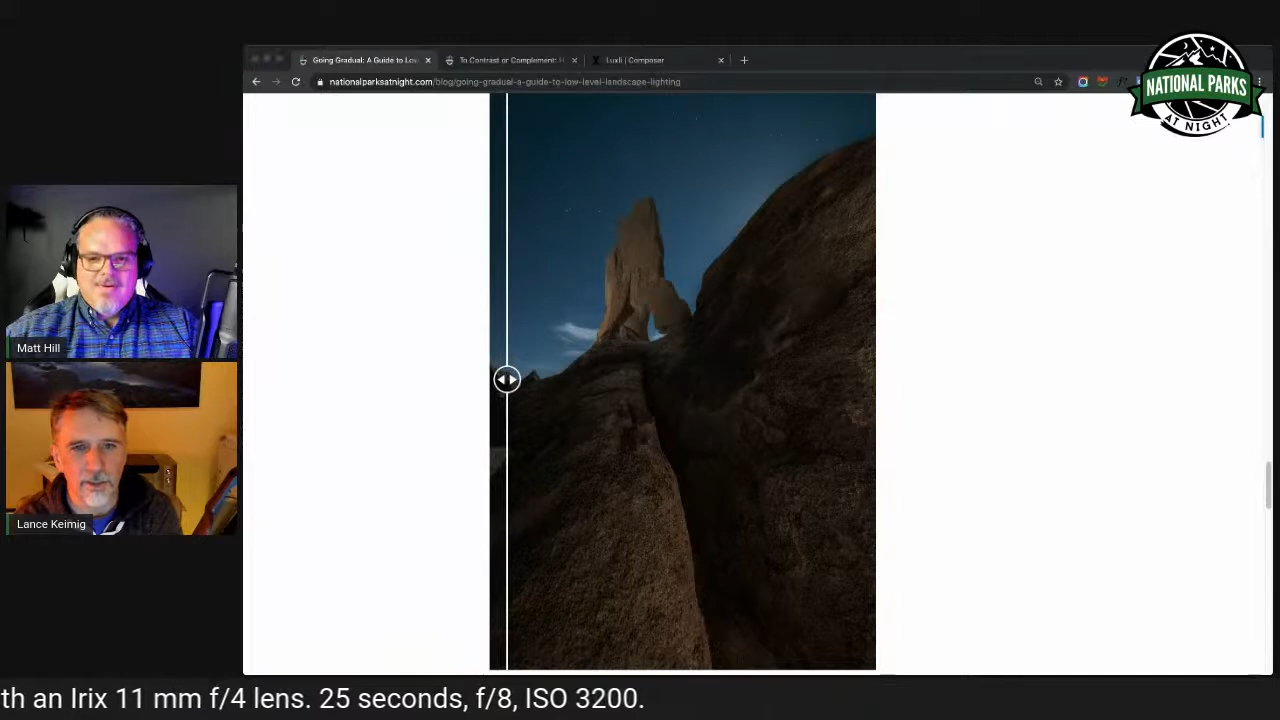 Going Gradual: A Guide to Low
To Contrast or Complement:
Luxli | Composer
nationalparksatnight.com/blog/going-gradual-a-guide-to-low-level-landscape-lighting
NATIONAL PARKS
AT NIGHT
Matt Hill
Lance Keimig
th an Irix 11 mm f/4 lens. 25 seconds, f/8, ISO 3200.